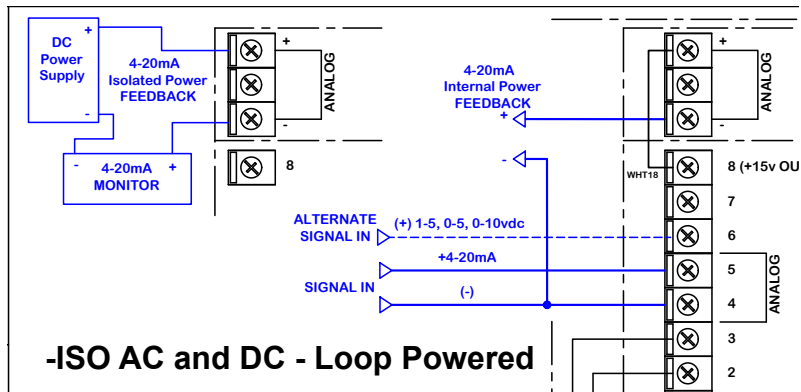 DC
Power
Supply
+
-
4-20mA
Isolated Power
FEEDBACK
+
-
ANALOG
- 4-20mA +
MONITOR
8
4-20mA
Internal Power
FEEDBACK
+
-
+
-
ANALOG
WHT18
8 (+15v OU
7
ALTERNATE
SIGNAL IN
(+) 1-5, 0-5, 0-10vdc
6
+4-20mA
5
SIGNAL IN
(-)
4
ANALOG
3
2
-ISO AC and DC - Loop Powered